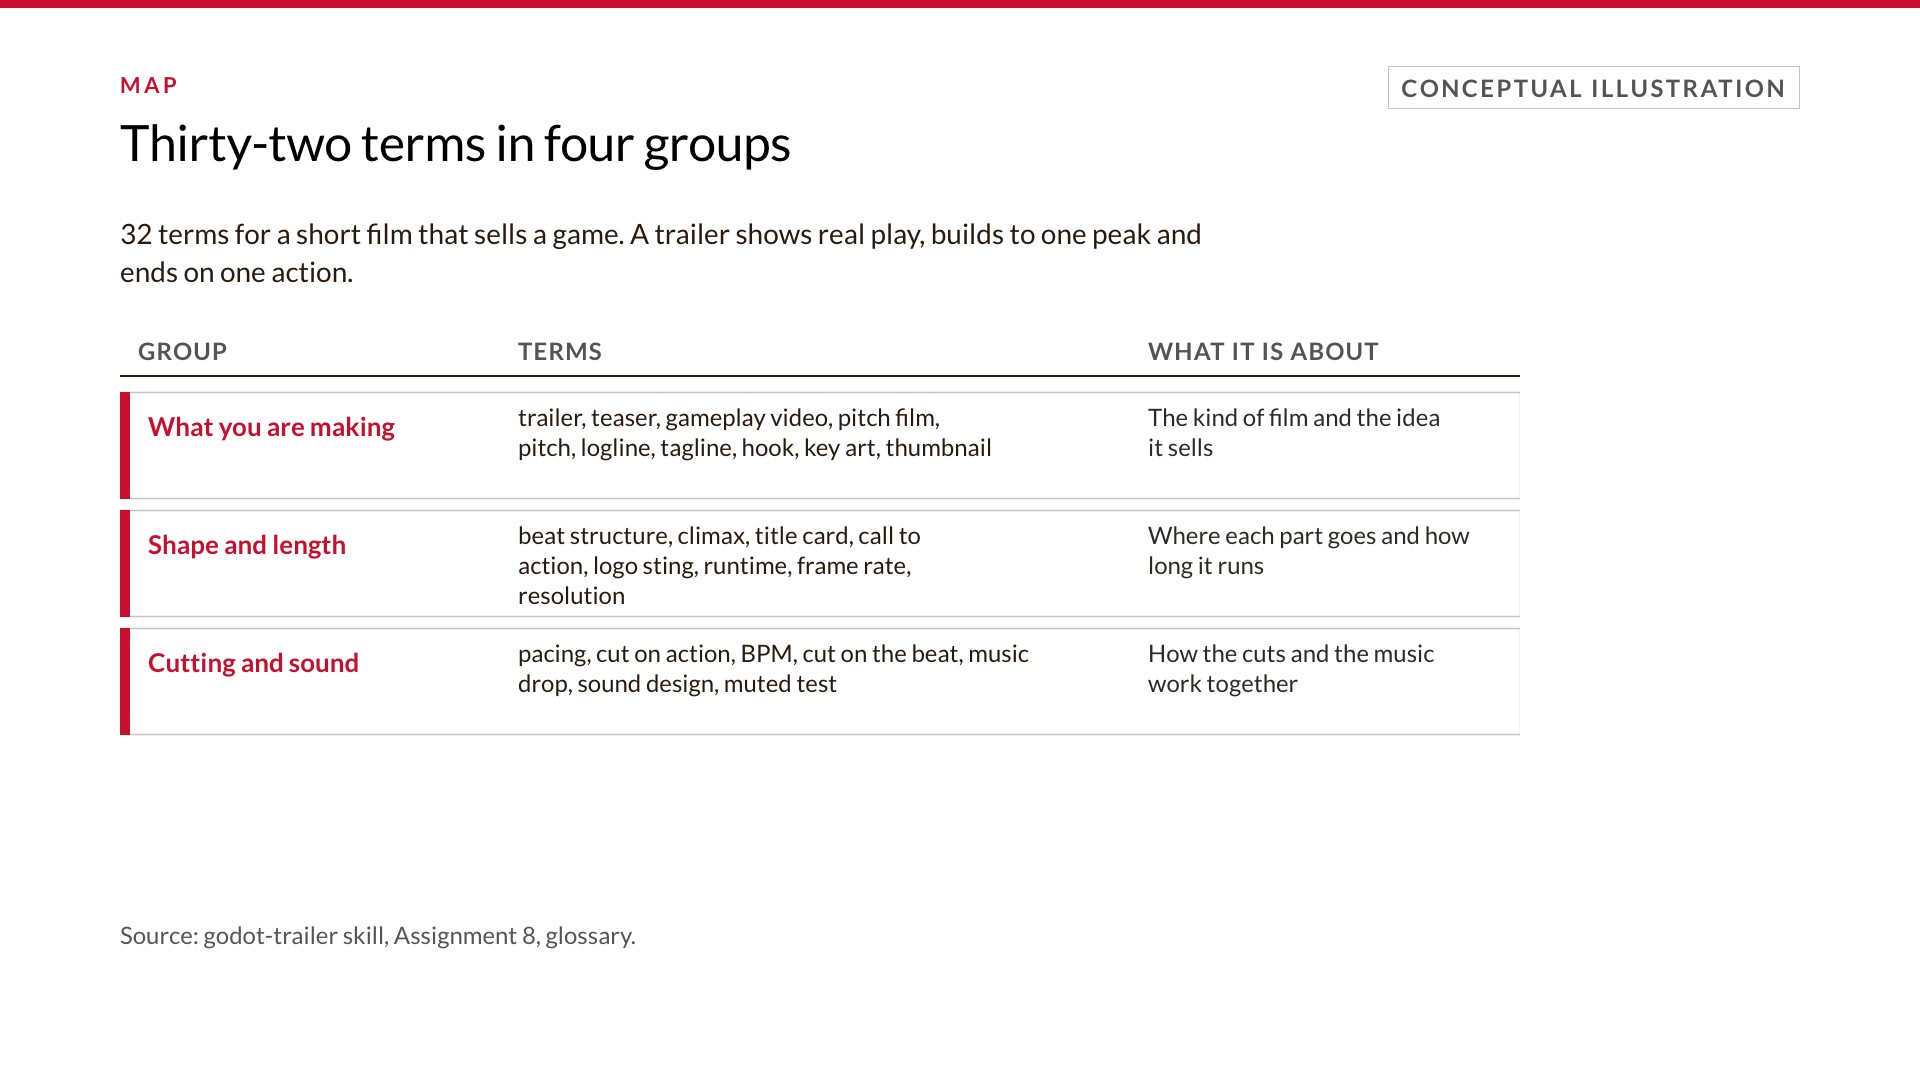 MAP
CONCEPTUAL ILLUSTRATION
Thirty-two terms in four groups
32 terms for a short film that sells a game. A trailer shows real play, builds to one peak and
ends on one action.
GROUP
TERMS
WHAT IT IS ABOUT
What you are making
trailer, teaser, gameplay video, pitch film,
pitch, logline, tagline, hook, key art, thumbnail
The kind of film and the idea
it sells
Shape and length
beat structure, climax, title card, call to
action, logo sting, runtime, frame rate,
resolution
Where each part goes and how
long it runs
Cutting and sound
pacing, cut on action, BPM, cut on the beat, music
drop, sound design, muted test
How the cuts and the music
work together
Source: godot-trailer skill, Assignment 8, glossary.